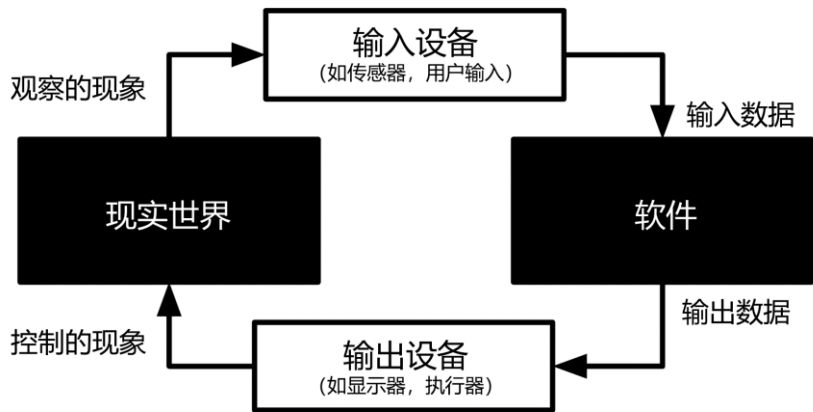 输入设备
（如传感器，用户输入）
观察的现象
输入数据
现实世界
软件
控制的现象
输出数据
输出设备
（如显示器，执行器）